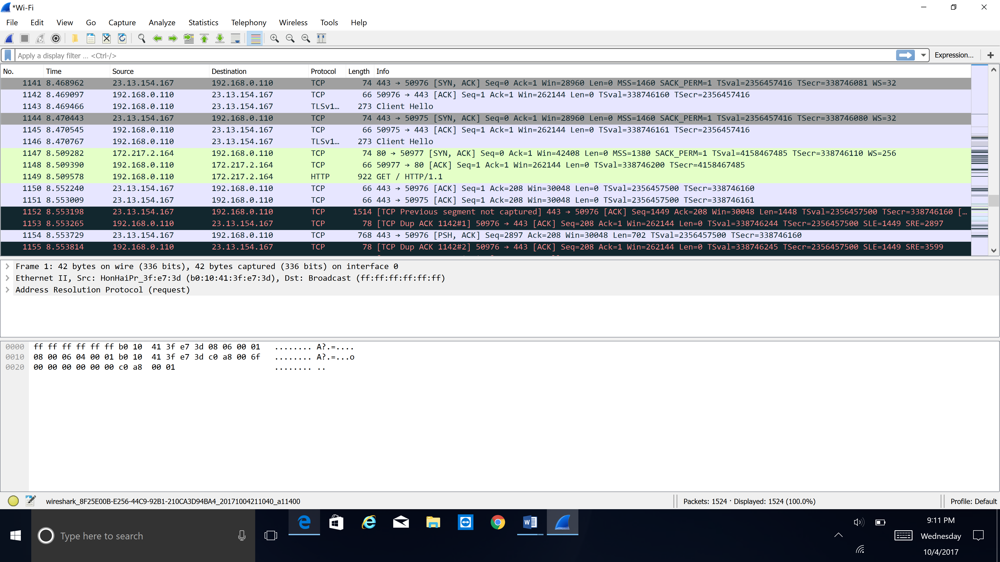 *Wi-Fi
File Edit View Go Capture Analyze Statistics Telephony Wireless Tools Help
Apply a display filter ... <Ctrl-/> Expression... +
No. Time Source Destination Protocol Length Info
1141 8.468962 23.13.154.167 192.168.0.110 TCP 74 443 → 50976 [SYN, ACK] Seq=0 Ack=1 Win=28960 Len=0 MSS=1460 SACK_PERM=1 TSval=2356457416 TSecr=338746081 WS=32
1142 8.469097 192.168.0.110 23.13.154.167 TCP 66 50976 → 443 [ACK] Seq=1 Ack=1 Win=262144 Len=0 TSval=338746160 TSecr=2356457416
1143 8.469466 192.168.0.110 23.13.154.167 TLSv1… 273 Client Hello
1144 8.470443 23.13.154.167 192.168.0.110 TCP 74 443 → 50975 [SYN, ACK] Seq=0 Ack=1 Win=28960 Len=0 MSS=1460 SACK_PERM=1 TSval=2356457416 TSecr=338746080 WS=32
1145 8.470545 192.168.0.110 23.13.154.167 TCP 66 50975 → 443 [ACK] Seq=1 Ack=1 Win=262144 Len=0 TSval=338746161 TSecr=2356457416
1146 8.470767 192.168.0.110 23.13.154.167 TLSv1… 273 Client Hello
1147 8.509282 172.217.2.164 192.168.0.110 TCP 74 80 → 50977 [SYN, ACK] Seq=0 Ack=1 Win=42408 Len=0 MSS=1380 SACK_PERM=1 TSval=4158467485 TSecr=338746110 WS=256
1148 8.509390 192.168.0.110 172.217.2.164 TCP 66 50977 → 80 [ACK] Seq=1 Ack=1 Win=262144 Len=0 TSval=338746200 TSecr=4158467485
1149 8.509578 192.168.0.110 172.217.2.164 HTTP 922 GET / HTTP/1.1
1150 8.552240 23.13.154.167 192.168.0.110 TCP 66 443 → 50976 [ACK] Seq=1 Ack=208 Win=30048 Len=0 TSval=2356457500 TSecr=338746160
1151 8.553009 23.13.154.167 192.168.0.110 TCP 66 443 → 50975 [ACK] Seq=1 Ack=208 Win=30048 Len=0 TSval=2356457500 TSecr=338746161
1152 8.553198 23.13.154.167 192.168.0.110 TCP 1514 [TCP Previous segment not captured] 443 → 50976 [ACK] Seq=1449 Ack=208 Win=30048 Len=1448 TSval=2356457500 TSecr=338746160 […
1153 8.553265 192.168.0.110 23.13.154.167 TCP 78 [TCP Dup ACK 1142#1] 50976 → 443 [ACK] Seq=208 Ack=1 Win=262144 Len=0 TSval=338746244 TSecr=2356457500 SLE=1449 SRE=2897
1154 8.553729 23.13.154.167 192.168.0.110 TCP 768 443 → 50976 [PSH, ACK] Seq=2897 Ack=208 Win=30048 Len=702 TSval=2356457500 TSecr=338746160
1155 8.553814 192.168.0.110 23.13.154.167 TCP 78 [TCP Dup ACK 1142#2] 50976 → 443 [ACK] Seq=208 Ack=1 Win=262144 Len=0 TSval=338746245 TSecr=2356457500 SLE=1449 SRE=3599
Frame 1: 42 bytes on wire (336 bits), 42 bytes captured (336 bits) on interface 0
Ethernet II, Src: HonHaiPr_3f:e7:3d (b0:10:41:3f:e7:3d), Dst: Broadcast (ff:ff:ff:ff:ff:ff)
Address Resolution Protocol (request)
0000 ff ff ff ff ff ff b0 10 41 3f e7 3d 08 06 00 01 ........ A?.=....
0010 08 00 06 04 00 01 b0 10 41 3f e7 3d c0 a8 00 6f ........ A?.=...o
0020 00 00 00 00 00 00 c0 a8 00 01 ........ ..
wireshark_8F25E00B-E256-44C9-92B1-210CA3D94BA4_20171004211040_a11400 Packets: 1524 · Displayed: 1524 (100.0%) Profile: Default
Type here to search
9:11 PM
Wednesday
10/4/2017